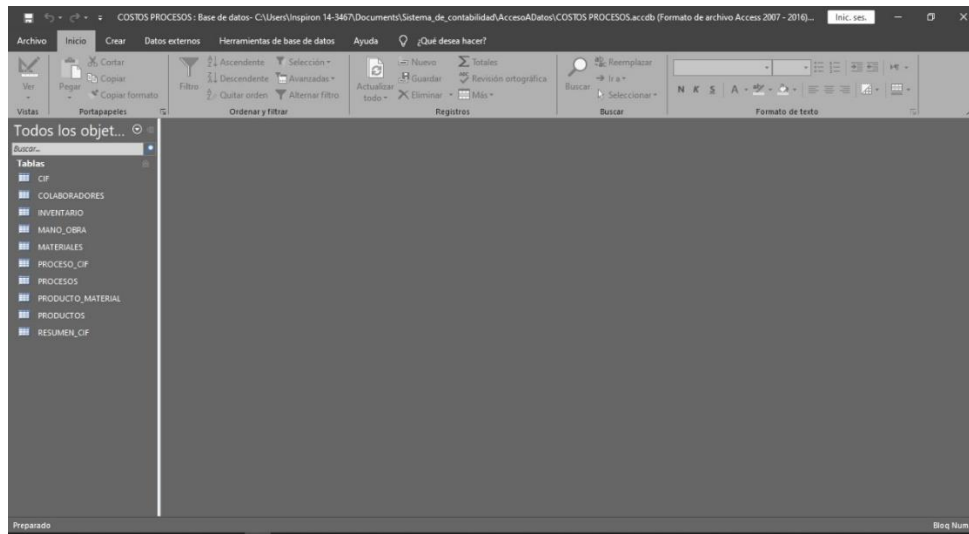 COSTOS PROCESOS : Base de datos- C:\Users\Inspiron 14-3467\Documents\Sistema_de_contabilidad\AccesoADatos\COSTOS PROCESOS.accdb (Formato de archivo Access 2007 - 2016)... Inic. ses.
Archivo Inicio Crear Datos externos Herramientas de base de datos Ayuda ¿Qué desea hacer?
Cortar Ascendente Selección Nuevo Totales Reemplazar
Copiar Descendente Avanzadas Guardar Revisión ortográfica Ir a
Ver Pegar Filtro Actualizar todo Buscar
Copiar formato Quitar orden Alternar filtro Eliminar Más Seleccionar N K S A
Vistas Portapapeles Ordenar y filtrar Registros Buscar Formato de texto
Todos los objet...
Buscar...
Tablas
CIF
COLABORADORES
INVENTARIO
MANO_OBRA
MATERIALES
PROCESO_CIF
PROCESOS
PRODUCTO_MATERIAL
PRODUCTOS
RESUMEN_CIF
Preparado Bloq Num